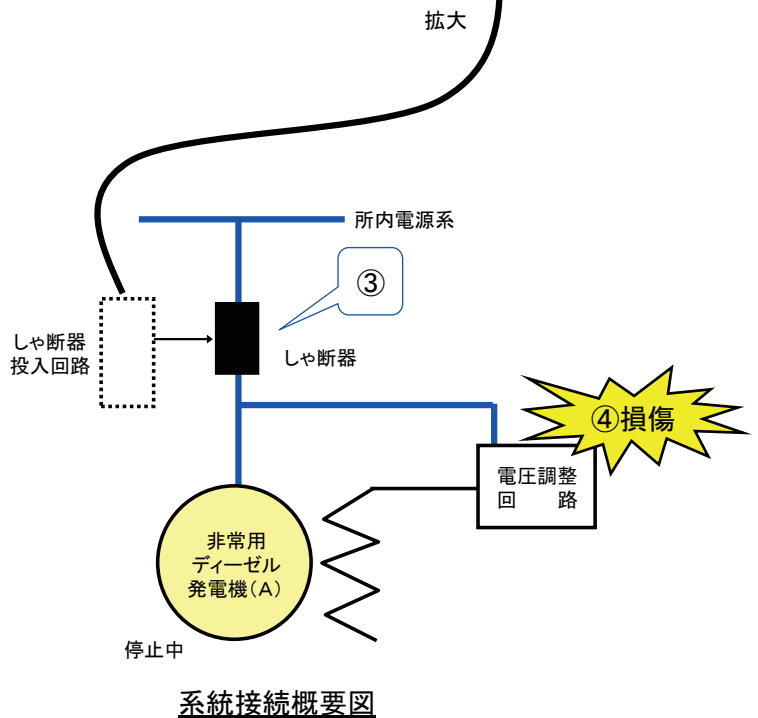 拡大
所内電源系
③
しゃ断器
投入回路
しゃ断器
④損傷
電圧調整
回　路
非常用
ディーゼル
発電機(A)
停止中
系統接続概要図